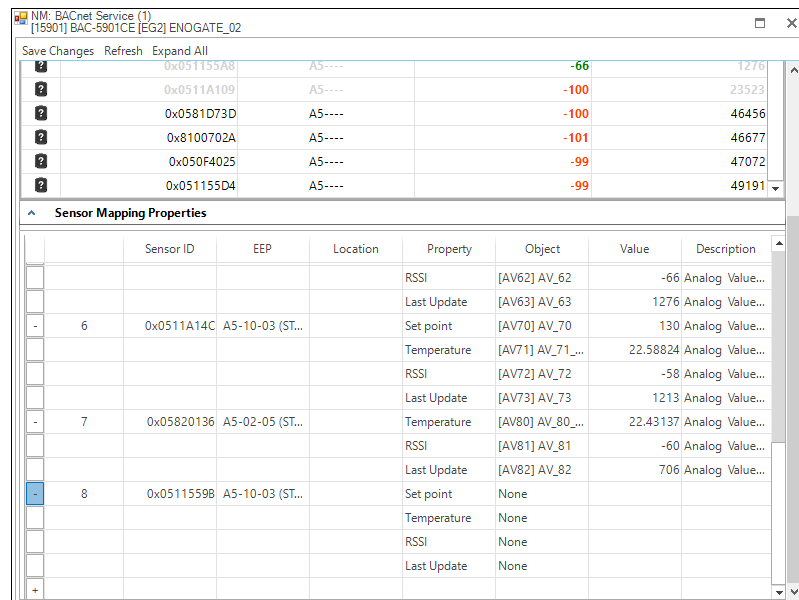 NM: BACnet Service (1)
[15901] BAC-5901CE [EG2] ENOGATE_02
Save Changes Refresh Expand All
? 0x051155A8 A5---- -66 1276
? 0x0511A109 A5---- -100 23523
? 0x0581D73D A5---- -100 46456
? 0x8100702A A5---- -101 46677
? 0x050F4025 A5---- -99 47072
? 0x051155D4 A5---- -99 49191
Sensor Mapping Properties
Sensor ID EEP Location Property Object Value Description
RSSI [AV62] AV_62 -66 Analog Value...
Last Update [AV63] AV_63 1276 Analog Value...
- 6 0x0511A14C A5-10-03 (ST... Set point [AV70] AV_70 130 Analog Value...
Temperature [AV71] AV_71_... 22.58824 Analog Value...
RSSI [AV72] AV_72 -58 Analog Value...
Last Update [AV73] AV_73 1213 Analog Value...
- 7 0x05820136 A5-02-05 (ST... Temperature [AV80] AV_80_... 22.43137 Analog Value...
RSSI [AV81] AV_81 -60 Analog Value...
Last Update [AV82] AV_82 706 Analog Value...
- 8 0x0511559B A5-10-03 (ST... Set point None
Temperature None
RSSI None
Last Update None
+